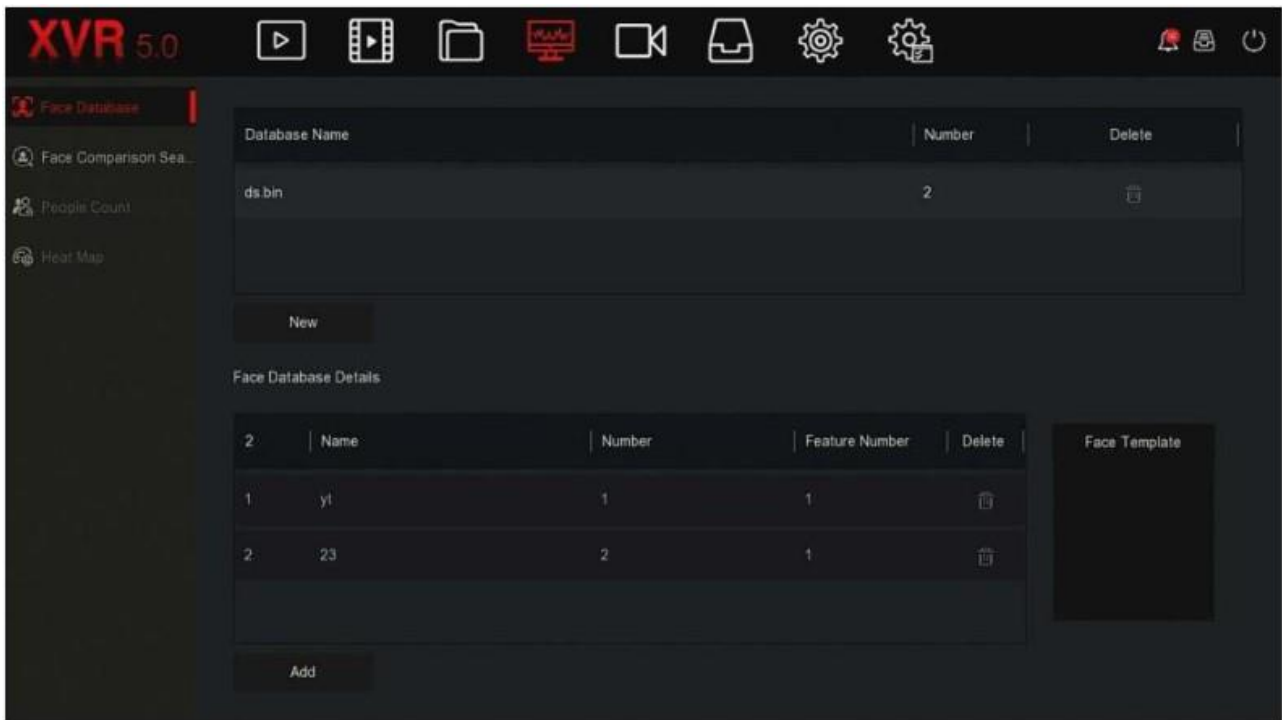 XVR 5.0
Face Database
Face Comparison Sea...
People Count
Heat Map
Database Name Number Delete
ds.bin 2
New
Face Database Details
2 Name Number Feature Number Delete
1 yt 1 1
2 23 2 1
Face Template
Add